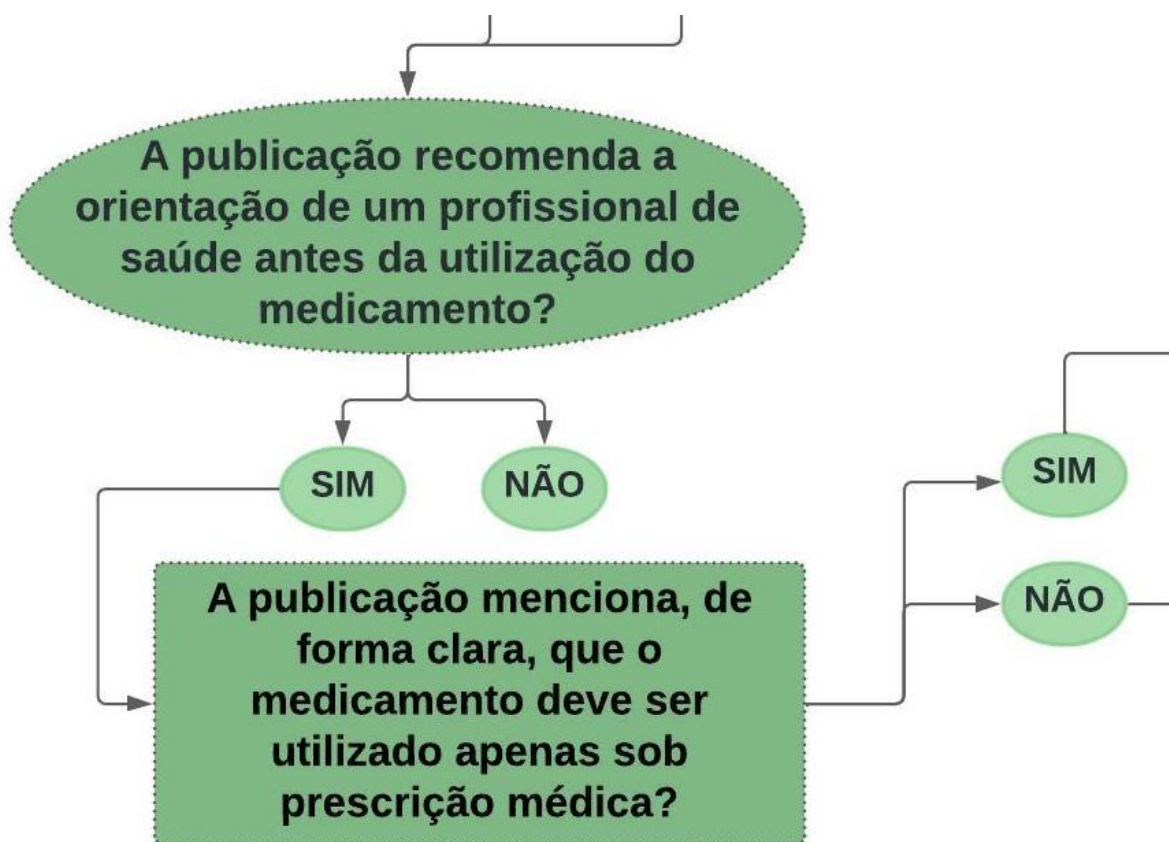 A publicação recomenda a
orientação de um profissional de
saúde antes da utilização do
medicamento?
SIM
NÃO
A publicação menciona, de
forma clara, que o
medicamento deve ser
utilizado apenas sob
prescrição médica?
SIM
NÃO